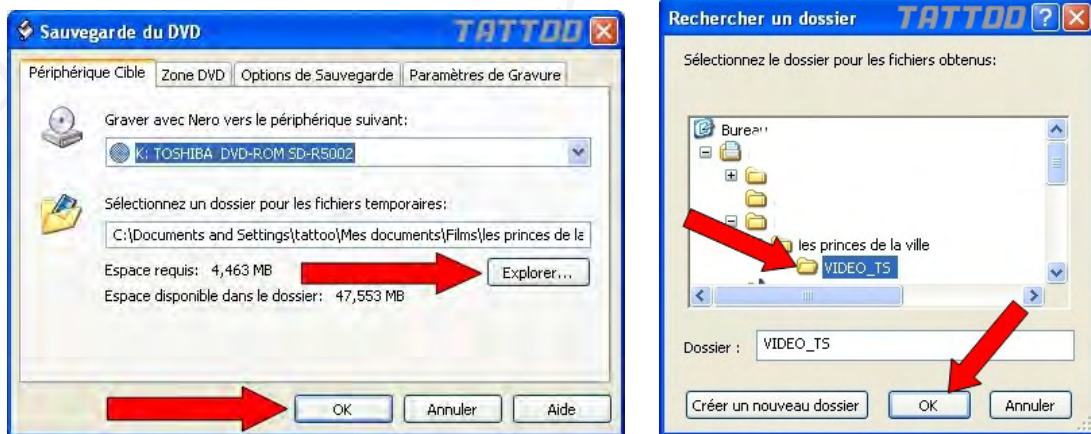 Sauvegarde du DVD
TATTOO
Périphérique Cible
Zone DVD
Options de Sauvegarde
Paramètres de Gravure
Graver avec Nero vers le périphérique suivant:
K: TOSHIBA DVD-ROM SD-R5002
Sélectionnez un dossier pour les fichiers temporaires:
C:\Documents and Settings\tattoo\Mes documents\Films\les princes de la
Espace requis: 4,463 MB
Explorer...
Espace disponible dans le dossier: 47,553 MB
OK
Annuler
Aide
Rechercher un dossier
TATTOO
Sélectionnez le dossier pour les fichiers obtenus:
Bureau
les princes de la ville
VIDEO_TS
Dossier : VIDEO_TS
Créer un nouveau dossier
OK
Annuler